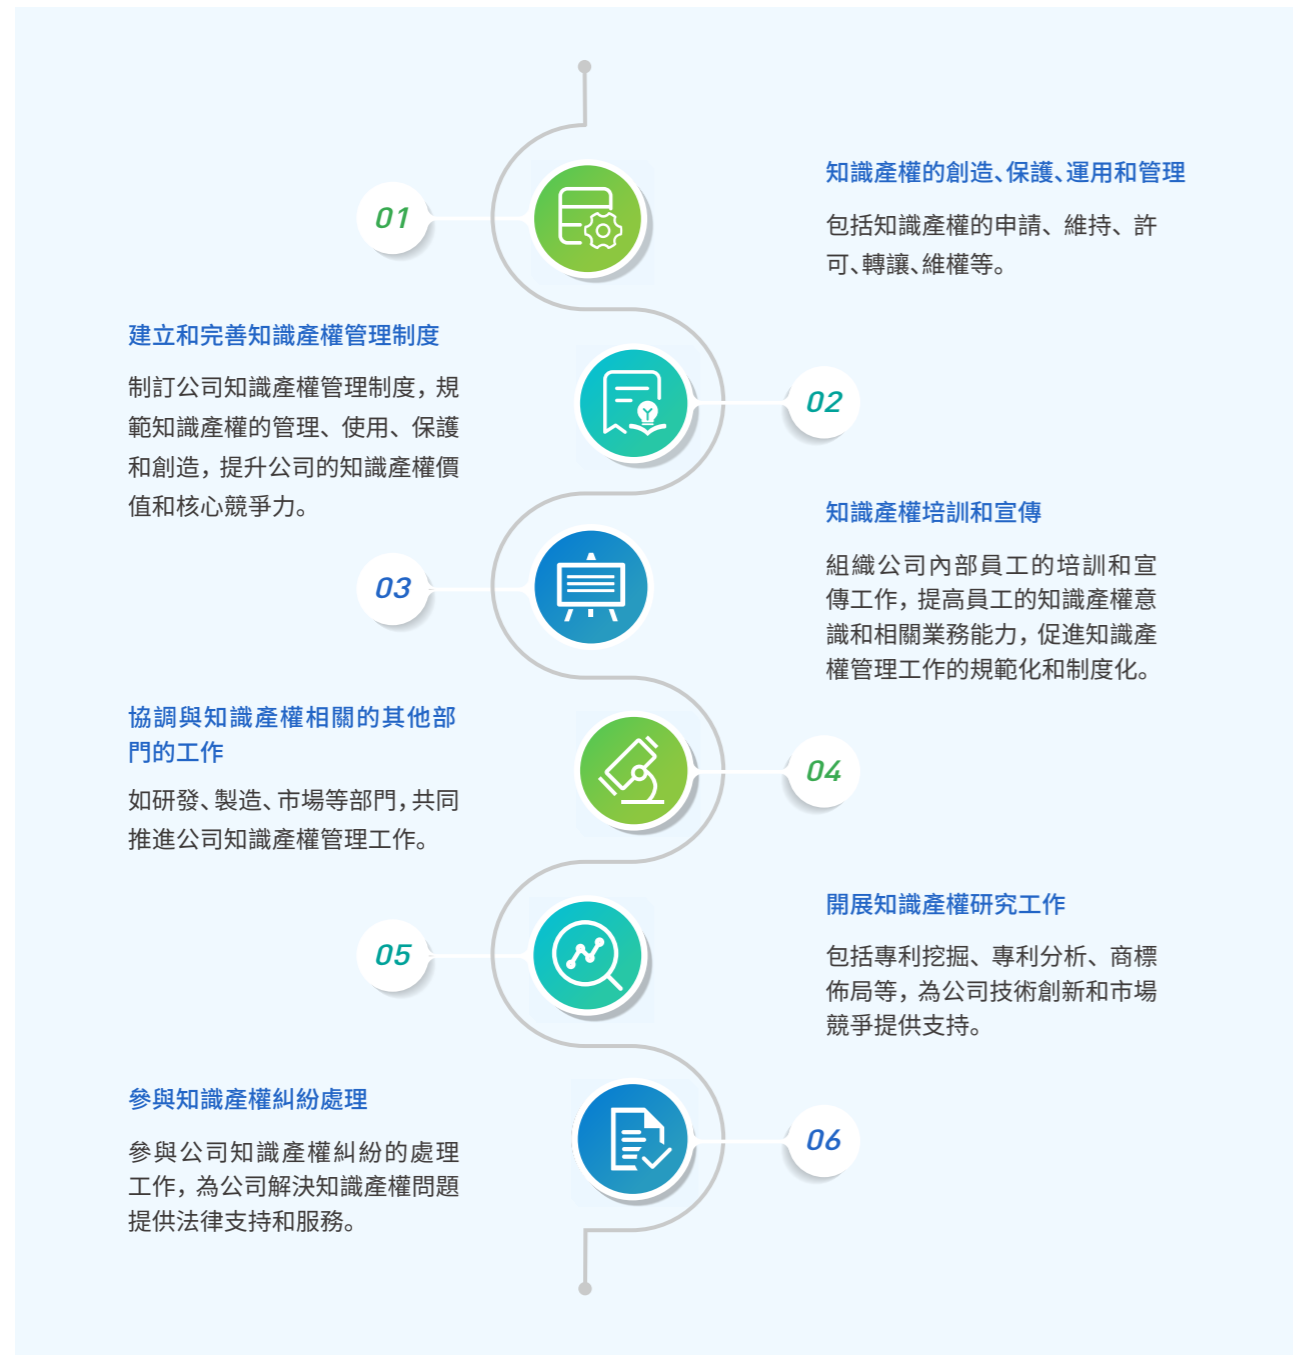 01
知識產權的創造、保護、運用和管理
包括知識產權的申請、維持、許
可、轉讓、維權等。
建立和完善知識產權管理制度
制訂公司知識產權管理制度，規
範知識產權的管理、使用、保護
和創造，提升公司的知識產權價
值和核心競爭力。
02
03
知識產權培訓和宣傳
組織公司內部員工的培訓和宣
傳工作，提高員工的知識產權意
識和相關業務能力，促進知識產
權管理工作的規範化和制度化。
協調與知識產權相關的其他部
門的工作
如研發、製造、市場等部門，共同
推進公司知識產權管理工作。
04
05
開展知識產權研究工作
包括專利挖掘、專利分析、商標
佈局等，為公司技術創新和市場
競爭提供支持。
參與知識產權糾紛處理
參與公司知識產權糾紛的處理
工作，為公司解決知識產權問題
提供法律支持和服務。
06